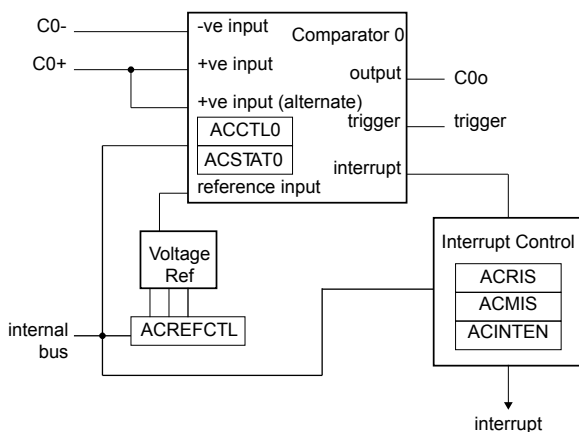 C0-
-ve input
Comparator 0
C0+
+ve input
output
C0o
+ve input (alternate)
ACCTL0
trigger
trigger
ACSTAT0
interrupt
reference input
Voltage
Ref
Interrupt Control
ACRIS
ACMIS
ACINTEN
internal
bus
ACREFCTL
interrupt